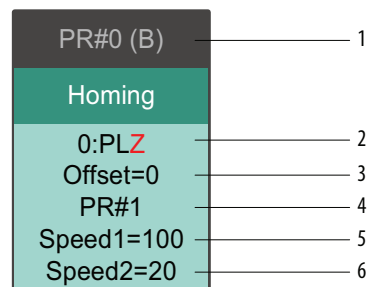 PR#0 (B) 1
Homing
0:PLZ 2
Offset=0 3
PR#1 4
Speed1=100 5
Speed2=20 6